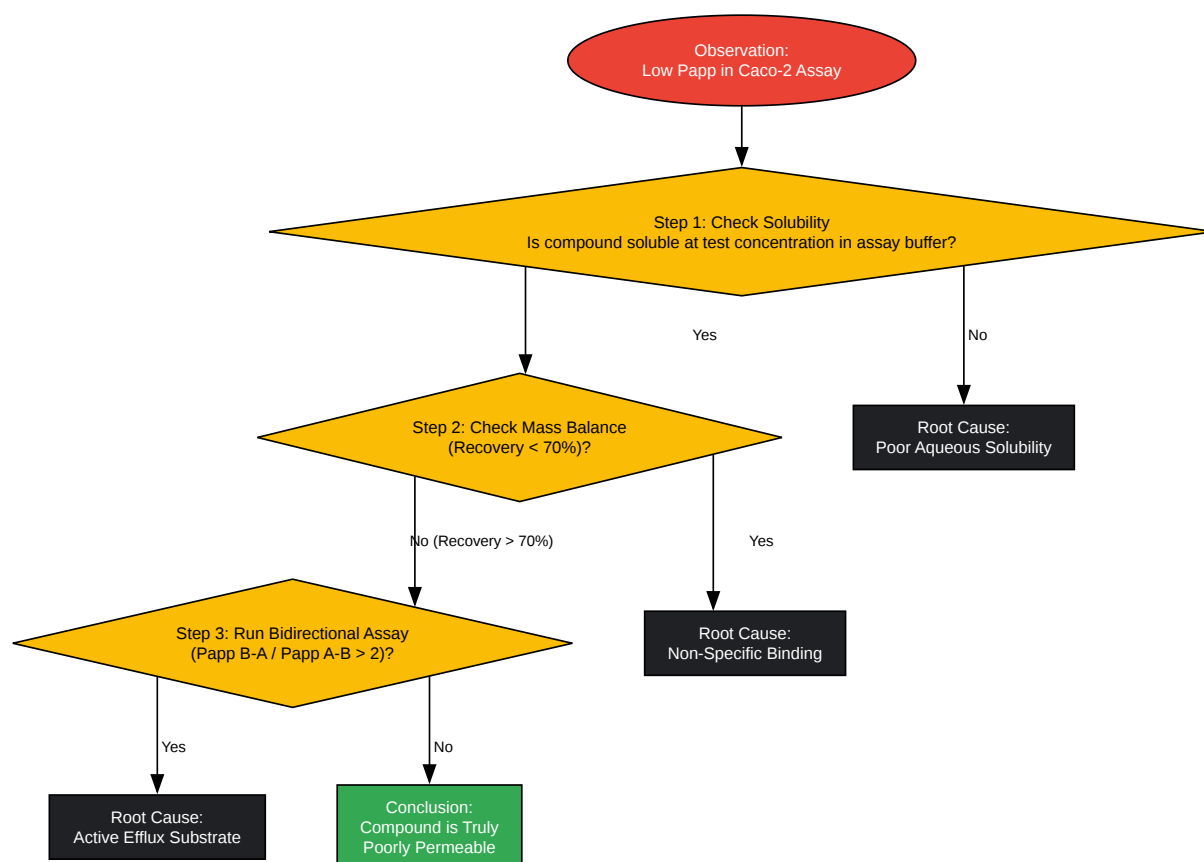 Observation:
Low Papp in Caco-2 Assay
Step 1: Check Solubility
Is compound soluble at test concentration in assay buffer?
Yes
No
Step 2: Check Mass Balance
(Recovery < 70%)?
Root Cause:
Poor Aqueous Solubility
No (Recovery > 70%)
Yes
Step 3: Run Bidirectional Assay
(Papp B-A / Papp A-B > 2)?
Root Cause:
Non-Specific Binding
Yes
No
Root Cause:
Active Efflux Substrate
Conclusion:
Compound is Truly
Poorly Permeable